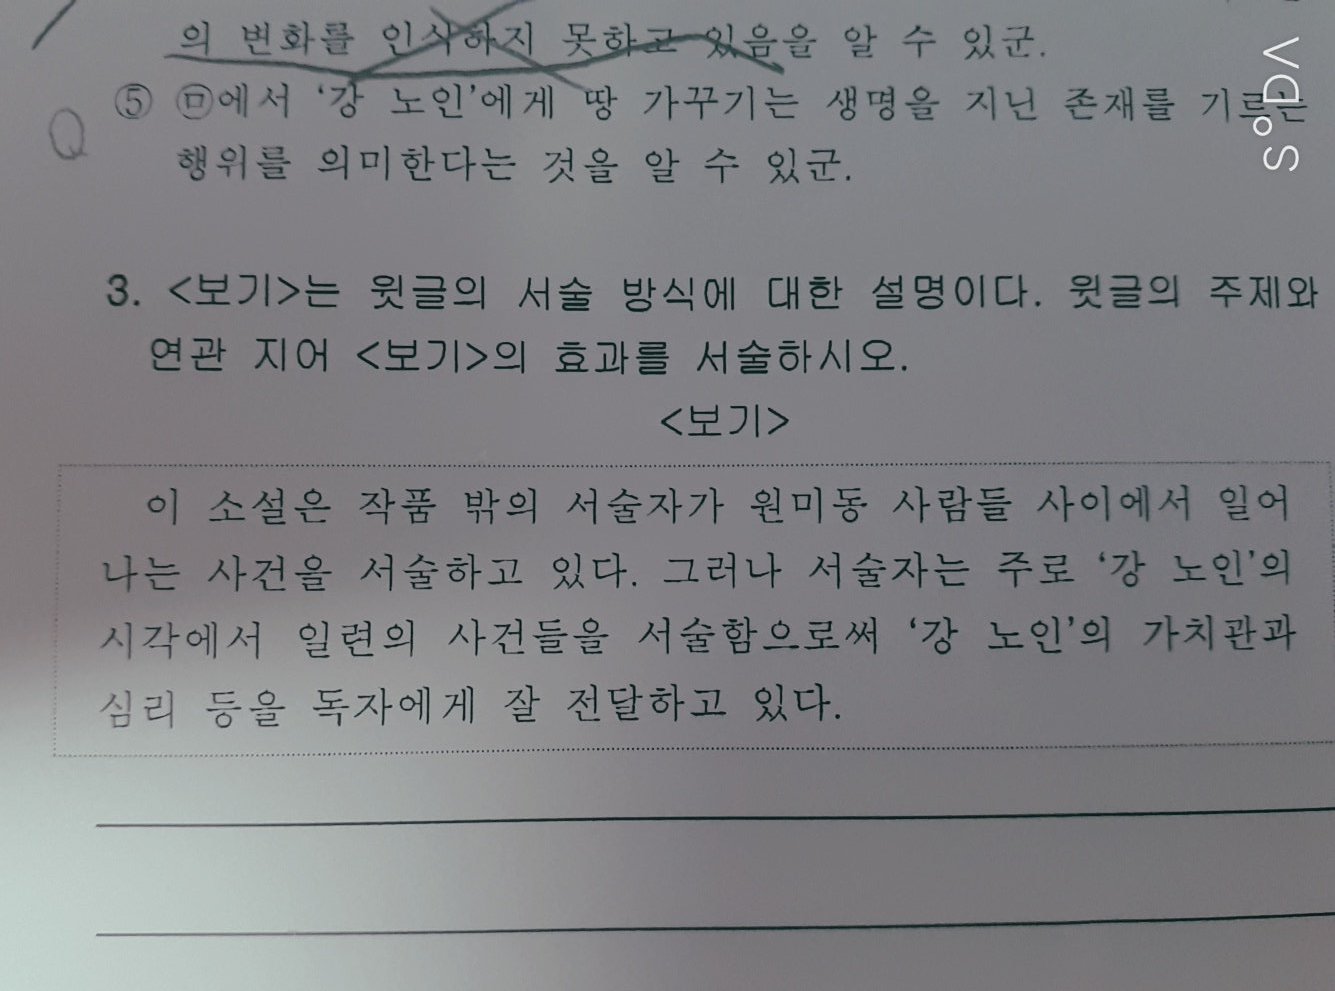 의 변화를 인식하지 못하고 있음을 알 수 있군.
⑤ ㉤에서 '강 노인'에게 땅 가꾸기는 생명을 지닌 존재를 기르는
행위를 의미한다는 것을 알 수 있군.
3. <보기>는 윗글의 서술 방식에 대한 설명이다. 윗글의 주제와
연관 지어 <보기>의 효과를 서술하시오.
<보기>
이 소설은 작품 밖의 서술자가 원미동 사람들 사이에서 일어
나는 사건을 서술하고 있다. 그러나 서술자는 주로 '강 노인'의
시각에서 일련의 사건들을 서술함으로써 '강 노인'의 가치관과
심리 등을 독자에게 잘 전달하고 있다.